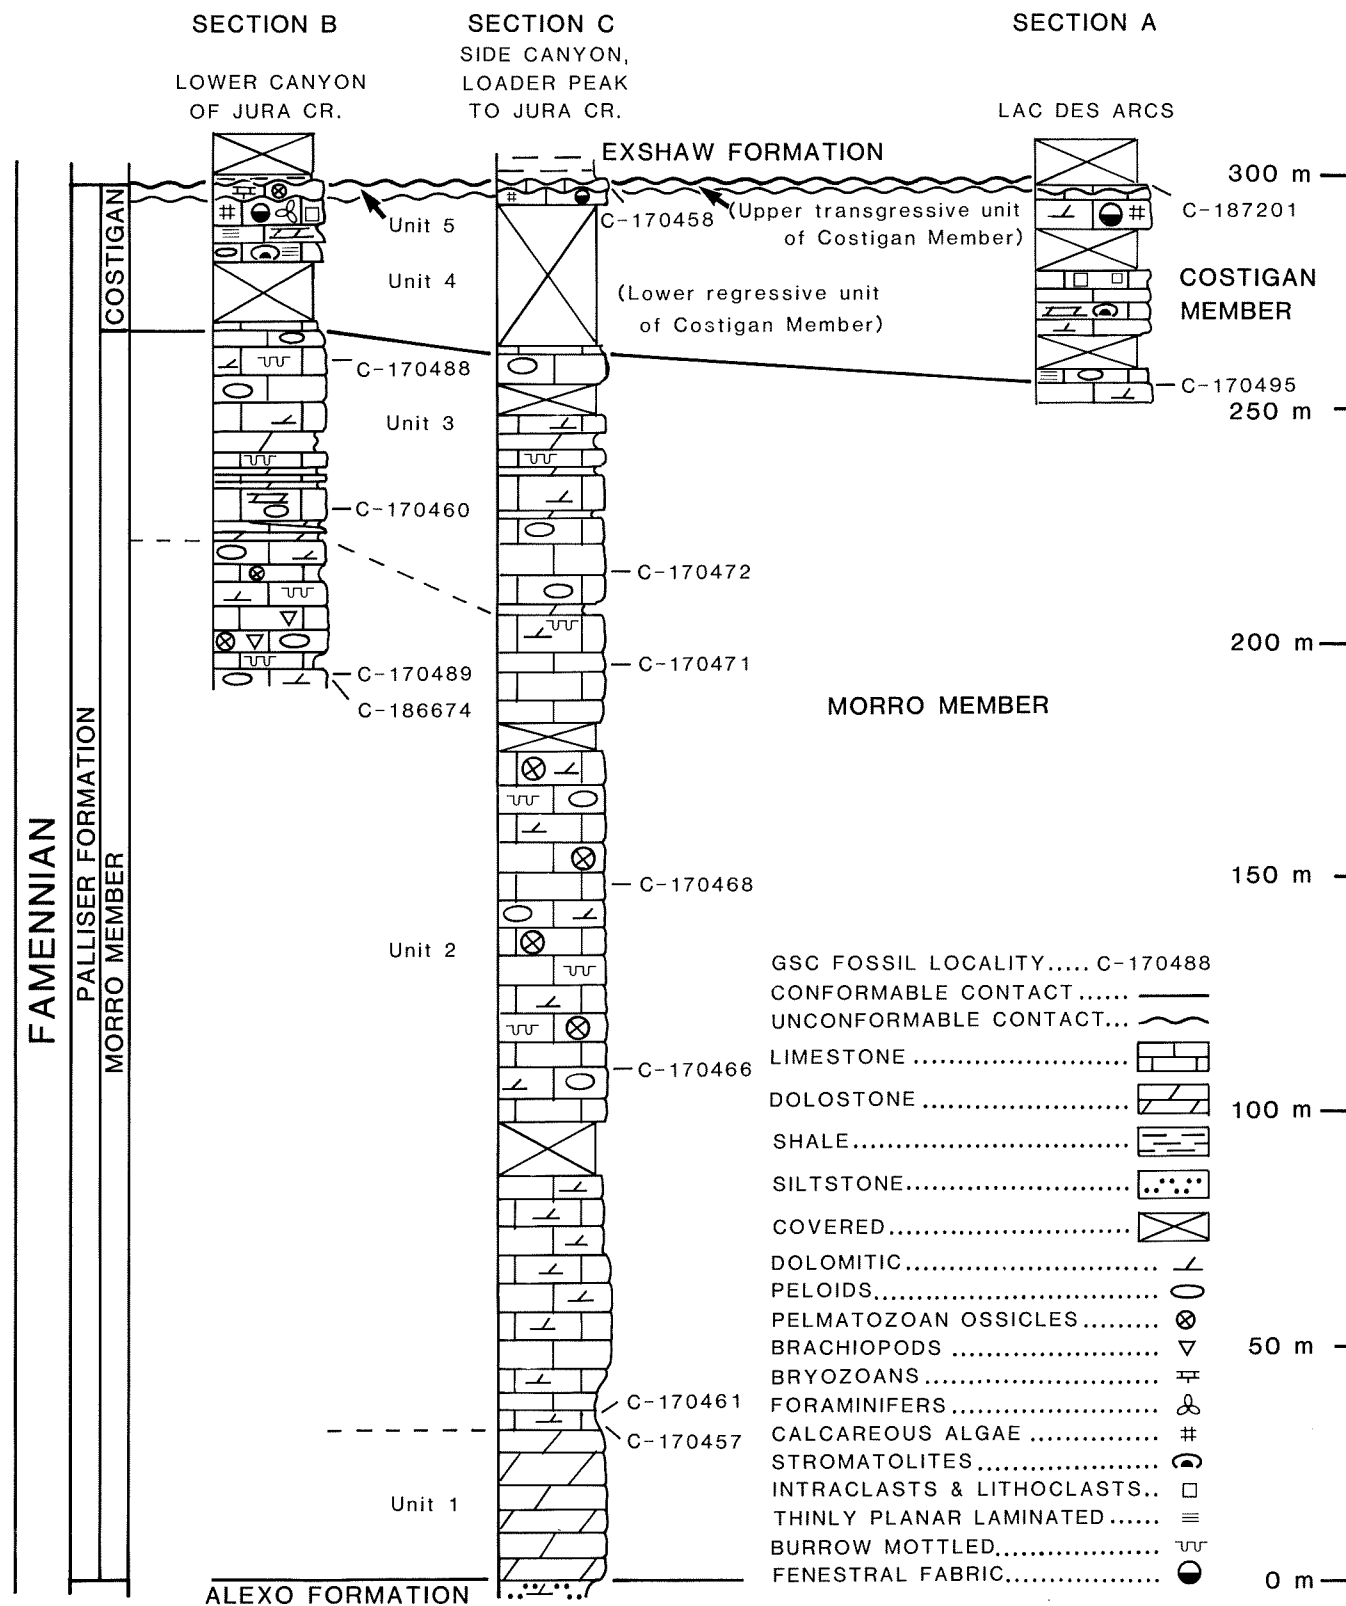 SECTION B
SECTION C
SECTION A
LOWER CANYON
OF JURA CR.
SIDE CANYON,
LOADER PEAK
TO JURA CR.
LAC DES ARCS
EXSHAW FORMATION
300 m
C-187201
C-170458
(Upper transgressive unit
of Costigan Member)
Unit 5
Unit 4
COSTIGAN
COSTIGAN
MEMBER
(Lower regressive unit
of Costigan Member)
C-170488
C-170495
250 m
Unit 3
C-170460
C-170472
200 m
C-170471
C-170489
C-186674
MORRO MEMBER
FAMENNIAN
PALLISER FORMATION
MORRO MEMBER
150 m
C-170468
Unit 2
C-170466
100 m
50 m
C-170461
C-170457
Unit 1
0 m
ALEXO FORMATION
GSC FOSSIL LOCALITY..... C-170488
CONFORMABLE CONTACT ......
UNCONFORMABLE CONTACT...
LIMESTONE
DOLOSTONE
SHALE
SILTSTONE
COVERED
DOLOMITIC
PELOIDS
PELMATOZOAN OSSICLES
BRACHIOPODS
BRYOZOANS
FORAMINIFERS
CALCAREOUS ALGAE
STROMATOLITES
INTRACLASTS & LITHOCLASTS..
THINLY PLANAR LAMINATED
BURROW MOTTLED
FENESTRAL FABRIC